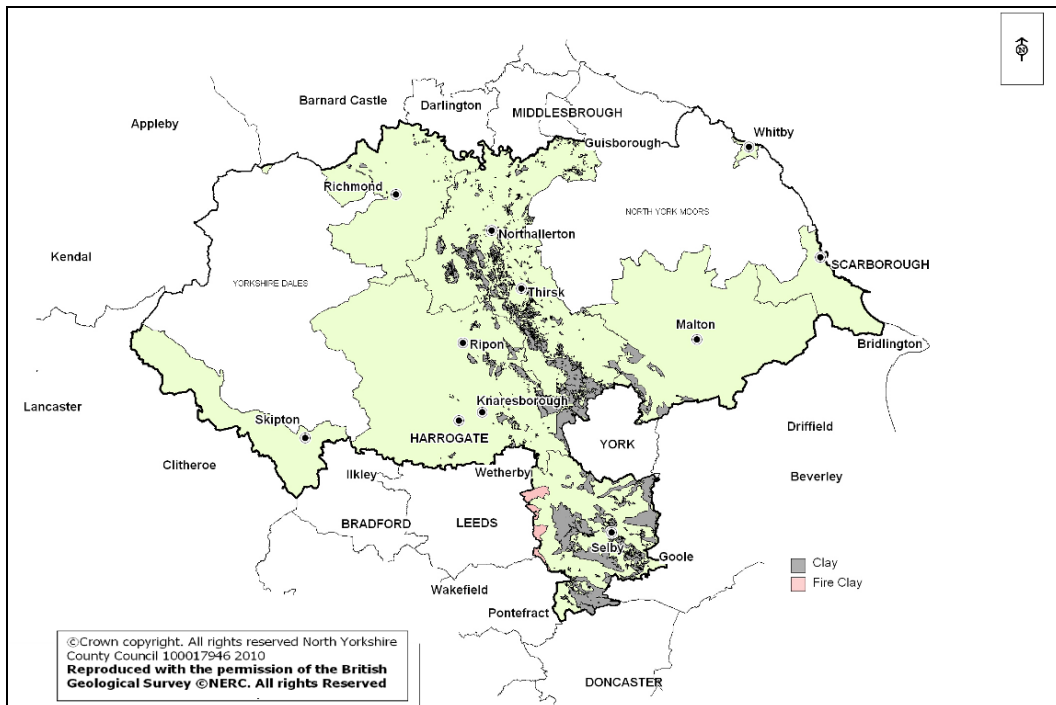 N
Barnard Castle
Darlington
MIDDLESBROUGH
Appleby
Guisborough
Whitby
Richmond
NORTH YORK MOORS
Northallerton
Kendal
SCARBOROUGH
YORKSHIRE DALES
Thirsk
Malton
Ripon
Bridlington
Lancaster
Knaresborough
Skipton
HARROGATE
Driffield
YORK
Clitheroe
Ilkley
Wetherby
Beverley
BRADFORD
LEEDS
Selby
Goole
Clay
Fire Clay
Wakefield
Pontefract
DONCASTER
©Crown copyright. All rights reserved North Yorkshire
County Council 100017946 2010
Reproduced with the permission of the British
Geological Survey ©NERC. All rights Reserved